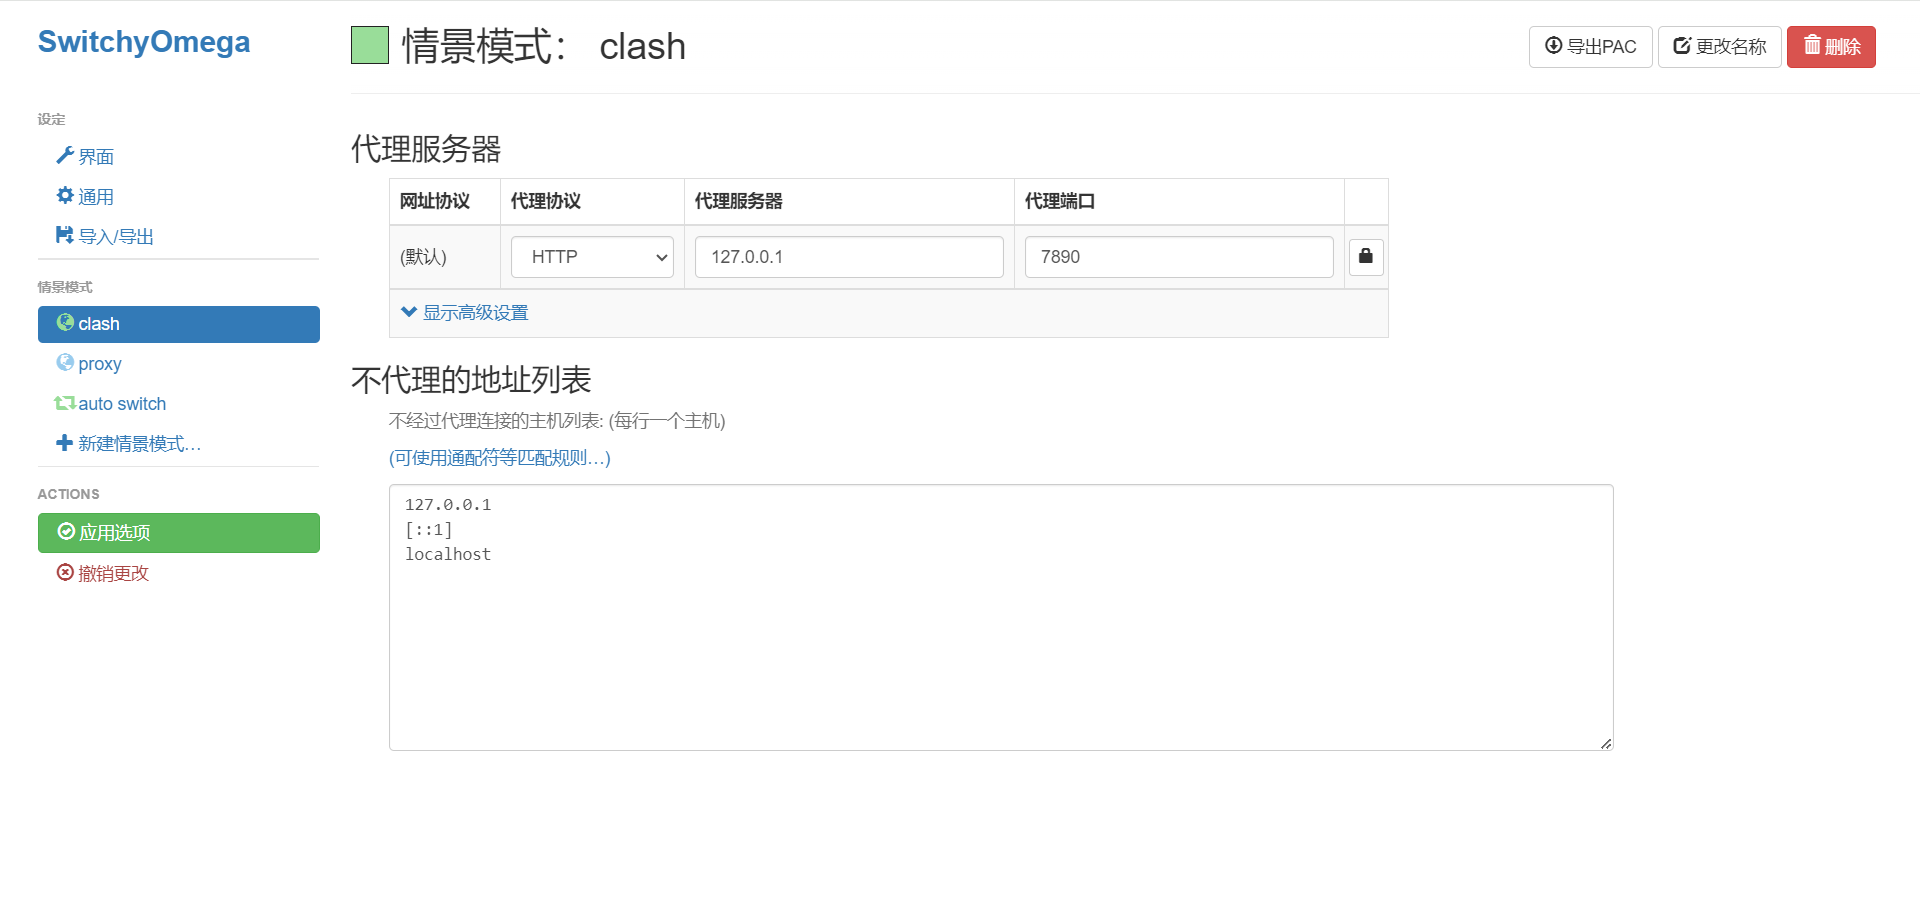 SwitchyOmega
设定
界面
通用
导入/导出
情景模式
clash
proxy
auto switch
新建情景模式…
ACTIONS
应用选项
撤销更改
情景模式： clash
导出PAC
更改名称
删除
代理服务器
网址协议 代理协议 代理服务器 代理端口
(默认) HTTP 127.0.0.1 7890
显示高级设置
不代理的地址列表
不经过代理连接的主机列表: (每行一个主机)
(可使用通配符等匹配规则…)
127.0.0.1
[::1]
localhost